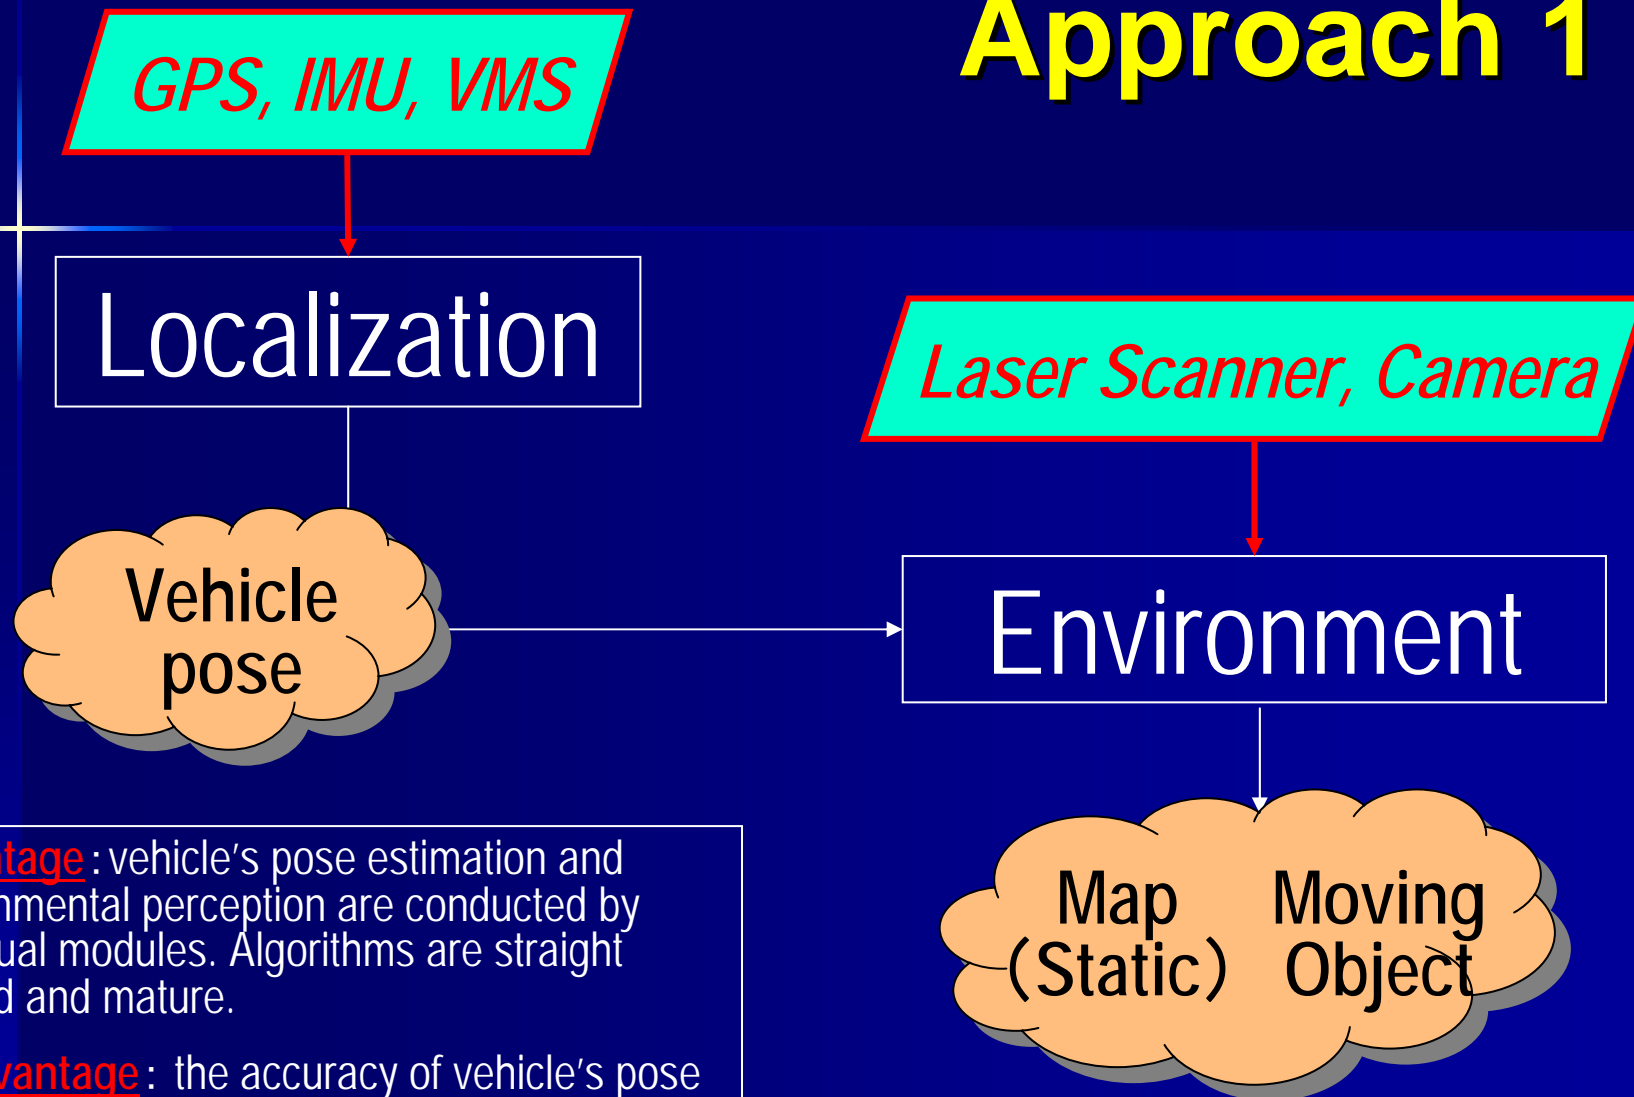 Approach 1
GPS, IMU, VMS
Localization
Laser Scanner, Camera
Vehicle
pose
Environment
Map Moving
(Static) Object
tage: vehicle's pose estimation and
nmental perception are conducted by
ual modules. Algorithms are straight
d and mature.
vantage: the accuracy of vehicle's pose